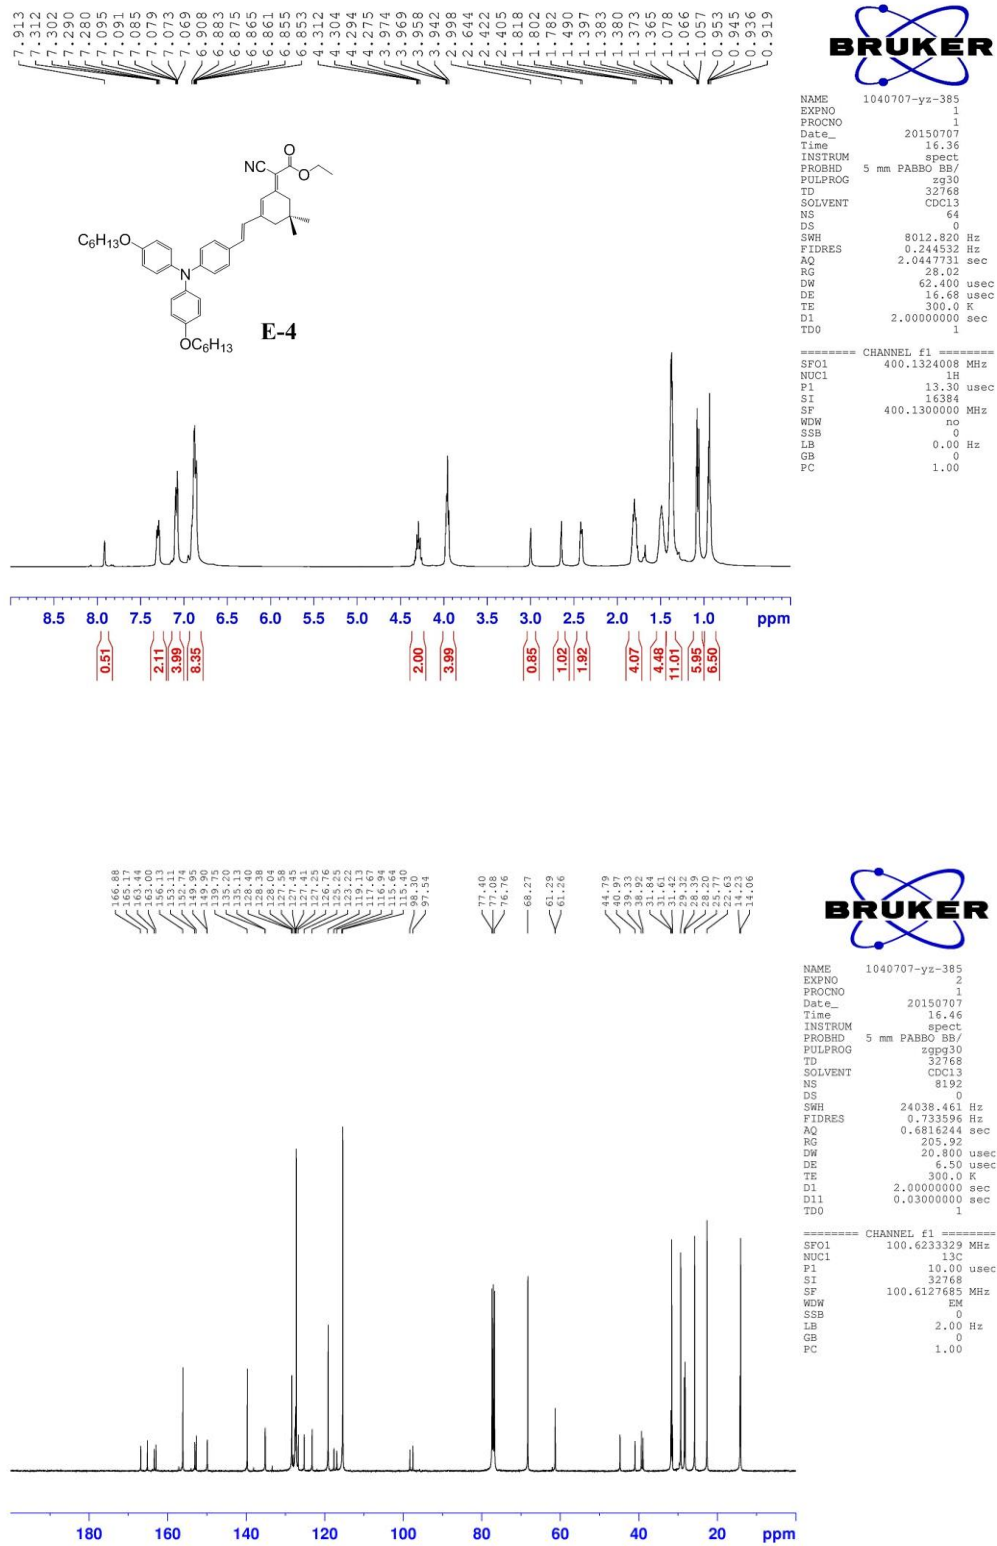 7.913
7.312
7.302
7.290
7.280
7.095
7.091
7.085
7.079
7.073
7.069
6.908
6.883
6.875
6.865
6.861
6.855
6.853
4.312
4.304
4.294
4.275
3.974
3.969
3.958
3.942
2.998
2.644
2.422
2.405
1.818
1.802
1.782
1.490
1.397
1.383
1.380
1.373
1.365
1.078
1.066
1.057
0.953
0.945
0.936
0.919
BRUKER
NAME 1040707-yz-385
EXPNO 1
PROCNO 1
Date_ 20150707
Time 16.36
INSTRUM spect
PROBHD 5 mm PABBO BB/
PULPROG zg30
TD 32768
SOLVENT CDCl3
NS 64
DS 0
SWH 8012.820 Hz
FIDRES 0.244532 Hz
AQ 2.0447731 sec
RG 28.02
DW 62.400 usec
DE 16.68 usec
TE 300.0 K
D1 2.00000000 sec
TD0 1
======== CHANNEL f1 ========
SFO1 400.1324008 MHz
NUC1 1H
P1 13.30 usec
SI 16384
SF 400.1300000 MHz
WDW no
SSB 0
LB 0.00 Hz
GB 0
PC 1.00
NC
O
O
C6H13O
N
OC6H13
E-4
8.5 8.0 7.5 7.0 6.5 6.0 5.5 5.0 4.5 4.0 3.5 3.0 2.5 2.0 1.5 1.0 ppm
0.51
2.11
3.99
8.35
2.00
3.99
0.85
1.02
1.92
4.07
4.48
11.01
5.95
6.50
166.88
165.17
163.44
163.00
156.13
153.11
152.74
149.95
149.90
139.75
135.20
135.13
128.40
128.38
128.04
127.58
127.45
127.41
127.25
126.76
125.25
123.22
119.13
117.67
116.94
115.64
115.40
98.30
97.54
77.40
77.08
76.76
68.27
61.29
61.26
44.79
40.97
39.33
38.92
31.84
31.61
31.42
29.32
28.39
28.20
25.77
22.63
14.23
14.06
BRUKER
NAME 1040707-yz-385
EXPNO 2
PROCNO 1
Date_ 20150707
Time 16.46
INSTRUM spect
PROBHD 5 mm PABBO BB/
PULPROG zgpg30
TD 32768
SOLVENT CDCl3
NS 8192
DS 0
SWH 24038.461 Hz
FIDRES 0.733596 Hz
AQ 0.6816244 sec
RG 205.92
DW 20.800 usec
DE 6.50 usec
TE 300.0 K
D1 2.00000000 sec
D11 0.03000000 sec
TD0 1
======== CHANNEL f1 ========
SFO1 100.6233329 MHz
NUC1 13C
P1 10.00 usec
SI 32768
SF 100.6127685 MHz
WDW EM
SSB 0
LB 2.00 Hz
GB 0
PC 1.00
180 160 140 120 100 80 60 40 20 ppm